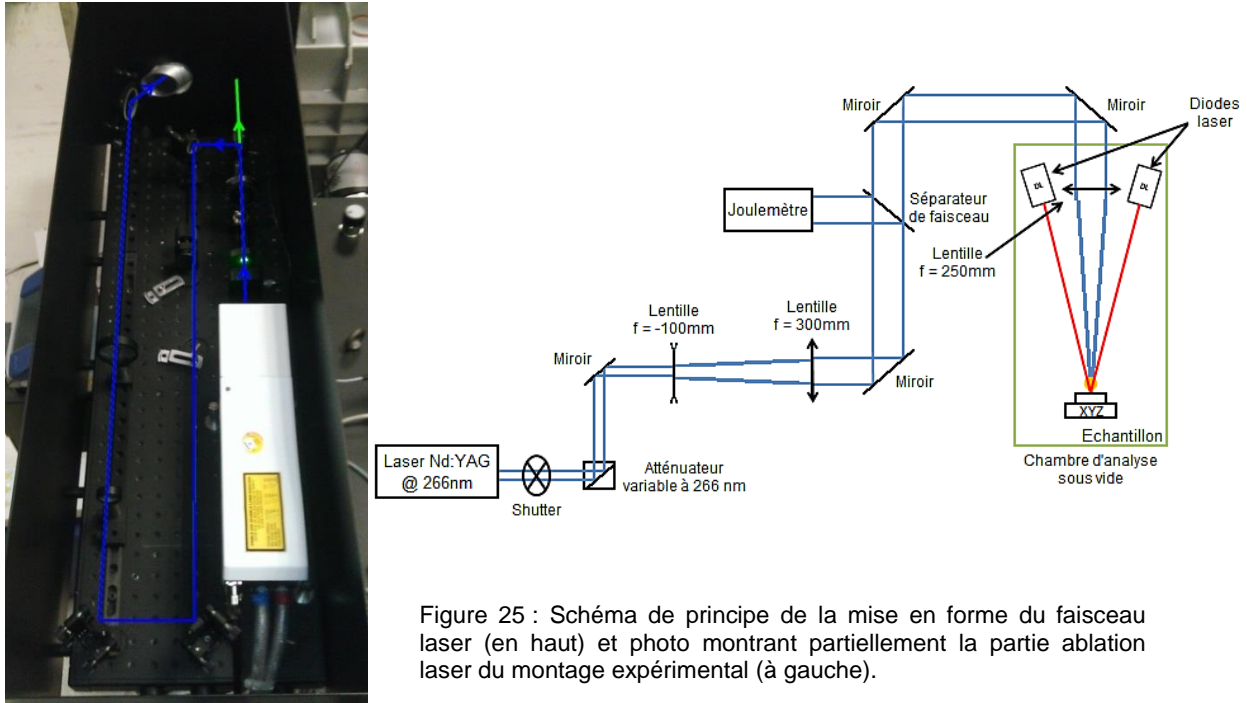 Miroir
Miroir
Diodes
laser
DL
DL
Joulemètre
Séparateur
de faisceau
Lentille
f = 250mm
Lentille
f = -100mm
Lentille
f = 300mm
Miroir
Miroir
XYZ
Echantillon
Chambre d'analyse
sous vide
Laser Nd:YAG
@ 266nm
Atténuateur
variable à 266 nm
Shutter
Figure 25 : Schéma de principe de la mise en forme du faisceau
laser (en haut) et photo montrant partiellement la partie ablation
laser du montage expérimental (à gauche).